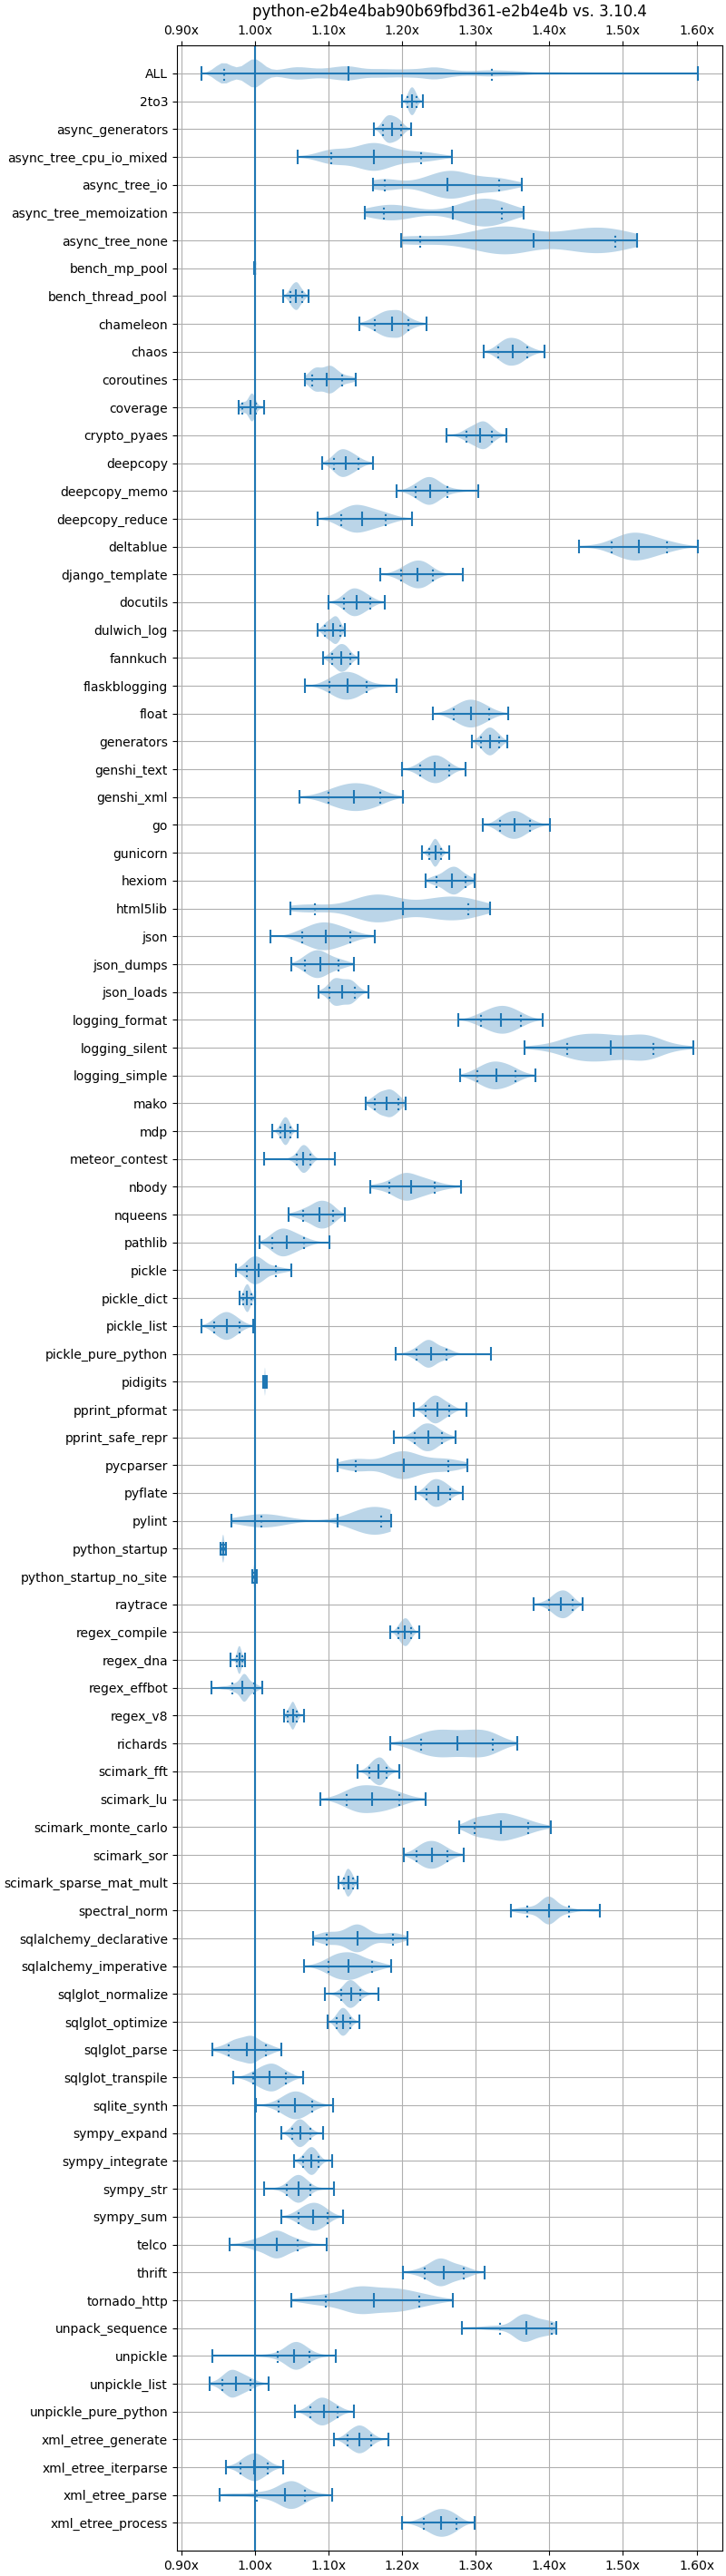 python-e2b4e4bab90b69fbd361-e2b4e4b vs. 3.10.4
0.90x 1.00x 1.10x 1.20x 1.30x 1.40x 1.50x 1.60x
ALL
2to3
async_generators
async_tree_cpu_io_mixed
async_tree_io
async_tree_memoization
async_tree_none
bench_mp_pool
bench_thread_pool
chameleon
chaos
coroutines
coverage
crypto_pyaes
deepcopy
deepcopy_memo
deepcopy_reduce
deltablue
django_template
docutils
dulwich_log
fannkuch
flaskblogging
float
generators
genshi_text
genshi_xml
go
gunicorn
hexiom
html5lib
json
json_dumps
json_loads
logging_format
logging_silent
logging_simple
mako
mdp
meteor_contest
nbody
nqueens
pathlib
pickle
pickle_dict
pickle_list
pickle_pure_python
pidigits
pprint_pformat
pprint_safe_repr
pycparser
pyflate
pylint
python_startup
python_startup_no_site
raytrace
regex_compile
regex_dna
regex_effbot
regex_v8
richards
scimark_fft
scimark_lu
scimark_monte_carlo
scimark_sor
scimark_sparse_mat_mult
spectral_norm
sqlalchemy_declarative
sqlalchemy_imperative
sqlglot_normalize
sqlglot_optimize
sqlglot_parse
sqlglot_transpile
sqlite_synth
sympy_expand
sympy_integrate
sympy_str
sympy_sum
telco
thrift
tornado_http
unpack_sequence
unpickle
unpickle_list
unpickle_pure_python
xml_etree_generate
xml_etree_iterparse
xml_etree_parse
xml_etree_process
0.90x 1.00x 1.10x 1.20x 1.30x 1.40x 1.50x 1.60x